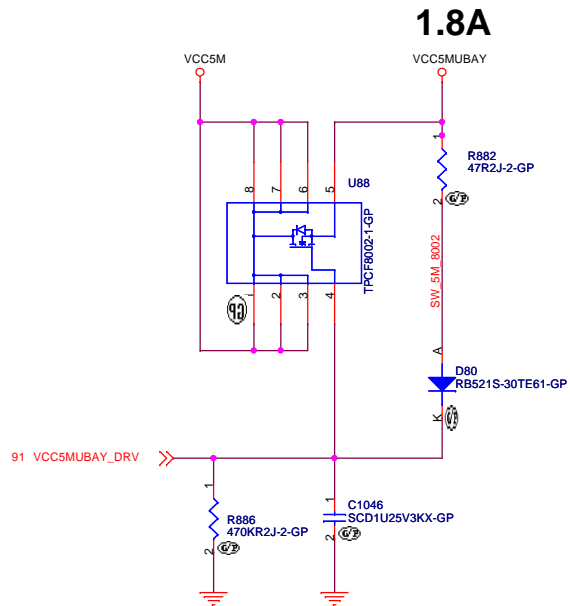 1.8A
VCC5M
VCC5MUBAY
1
R882
47R2J-2-GP
2
G/P
8
7
6
5
U88
TPCF8002-1-GP
1
2
3
4
GP
SW_5M_8002
A
D80
RB521S-30TE61-GP
K
G/P
91 VCC5MUBAY_DRV
1
R886
470KR2J-2-GP
2
G/P
1
C1046
SCD1U25V3KX-GP
2
G/P